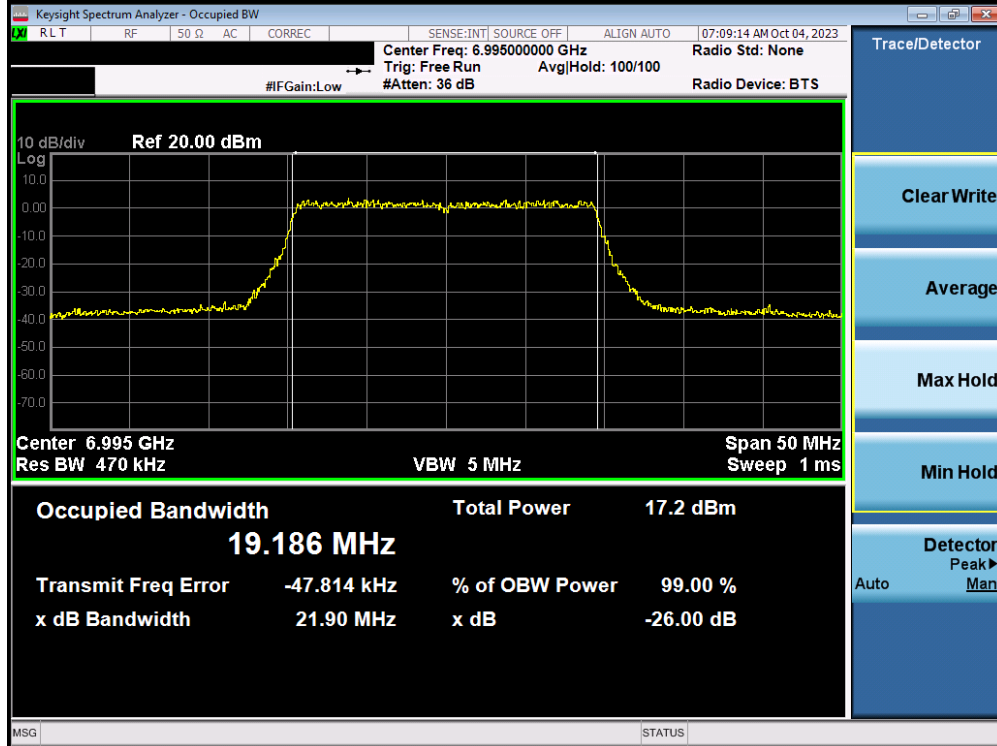 Keysight Spectrum Analyzer - Occupied BW
LXI RLT RF 50 Ω AC CORREC SENSE:INT SOURCE OFF ALIGN AUTO 07:09:14 AM Oct 04, 2023
Center Freq: 6.995000000 GHz Radio Std: None
Trig: Free Run Avg|Hold: 100/100
#IFGain:Low #Atten: 36 dB Radio Device: BTS
Trace/Detector
10 dB/div Ref 20.00 dBm
Log
10.0
0.00
-10.0
-20.0
-30.0
-40.0
-50.0
-60.0
-70.0
Center 6.995 GHz Span 50 MHz
Res BW 470 kHz VBW 5 MHz Sweep 1 ms
Occupied Bandwidth Total Power 17.2 dBm
19.186 MHz
Transmit Freq Error -47.814 kHz % of OBW Power 99.00 %
x dB Bandwidth 21.90 MHz x dB -26.00 dB
Clear Write
Average
Max Hold
Min Hold
Detector
Peak▶
Auto Man
MSG STATUS